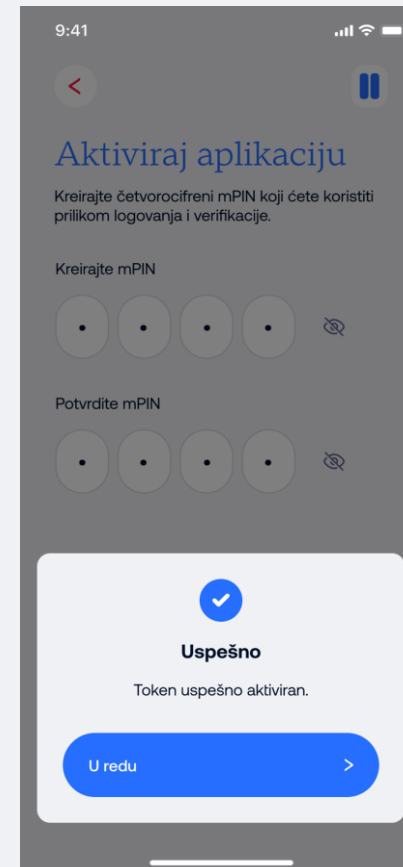 9:41
Aktiviraj aplikaciju
Kreirajte četvorocifreni mPIN koji ćete koristiti
prilikom logovanja i verifikacije.
Kreirajte mPIN
Potvrdite mPIN
Uspešno
Token uspešno aktiviran.
U redu